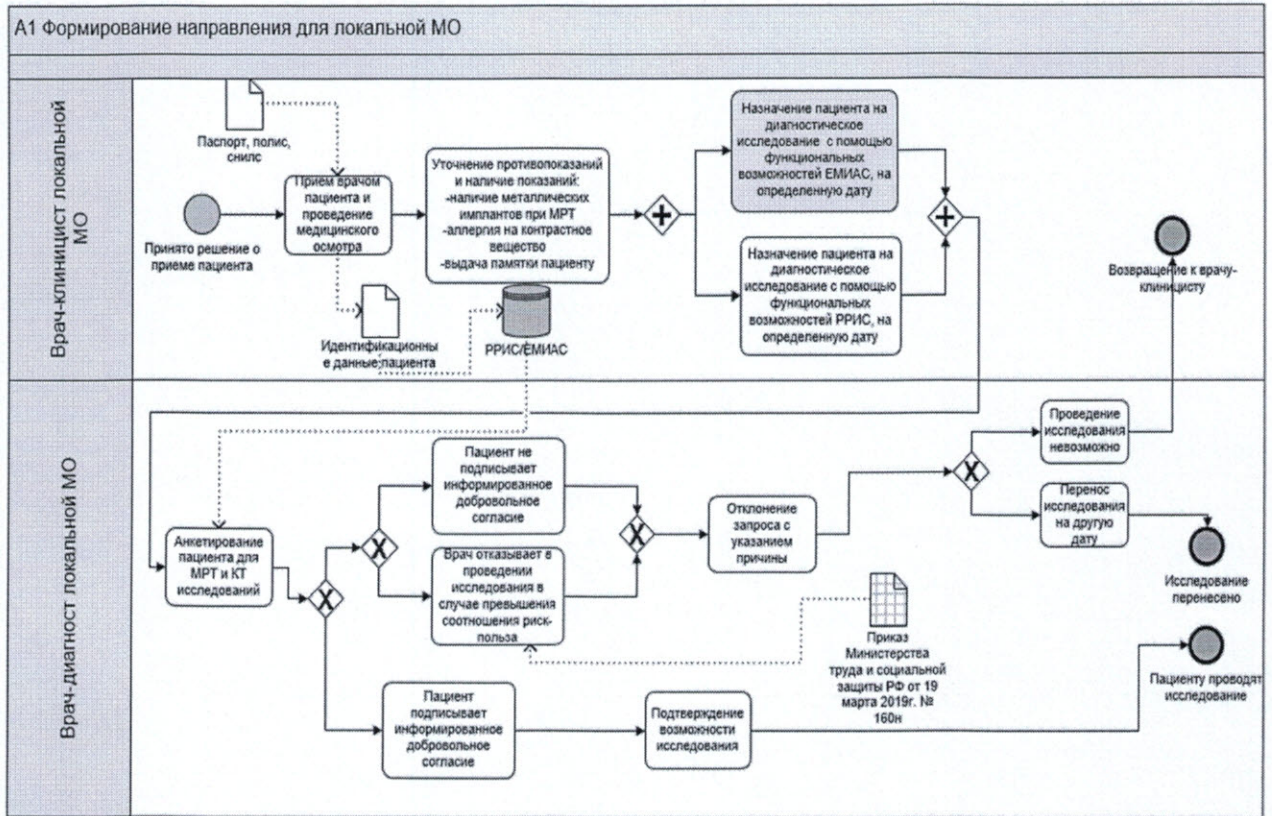 А1 Формирование направления для локальной МО
Врач-клиницист локальной
МО
Паспорт, полис,
снилс
Принято решение о
приеме пациента
Прием врачом
пациента и
проведение
медицинского
осмотра
Идентификационны
е данные пациента
Уточнение противопоказаний
и наличие показаний:
-наличие металлических
имплантов при МРТ
-аллергия на контрастное
вещество
-выдача памятки пациенту
РРИС/ЕМИАС
Назначение пациента на
диагностическое
исследование с помощью
функциональных
возможностей ЕМИАС, на
определенную дату
Назначение пациента на
диагностическое
исследование с помощью
функциональных
возможностей РРИС, на
определенную дату
Возвращение к врачу-
клиницисту
Врач-диагност локальной МО
Анкетирование
пациента для
МРТ и КТ
исследований
Пациент не
подписывает
информированное
добровольное
согласие
Врач отказывает в
проведении
исследования в
случае превышения
соотношения риск-
польза
Пациент
подписывает
информированное
добровольное
согласие
Отклонение
запроса с
указанием
причины
Подтверждение
возможности
исследования
Приказ
Министерства
труда и социальной
защиты РФ от 19
марта 2019г. №
160н
Проведение
исследования
невозможно
Перенос
исследования
на другую
дату
Исследование
перенесено
Пациенту проводят
исследование